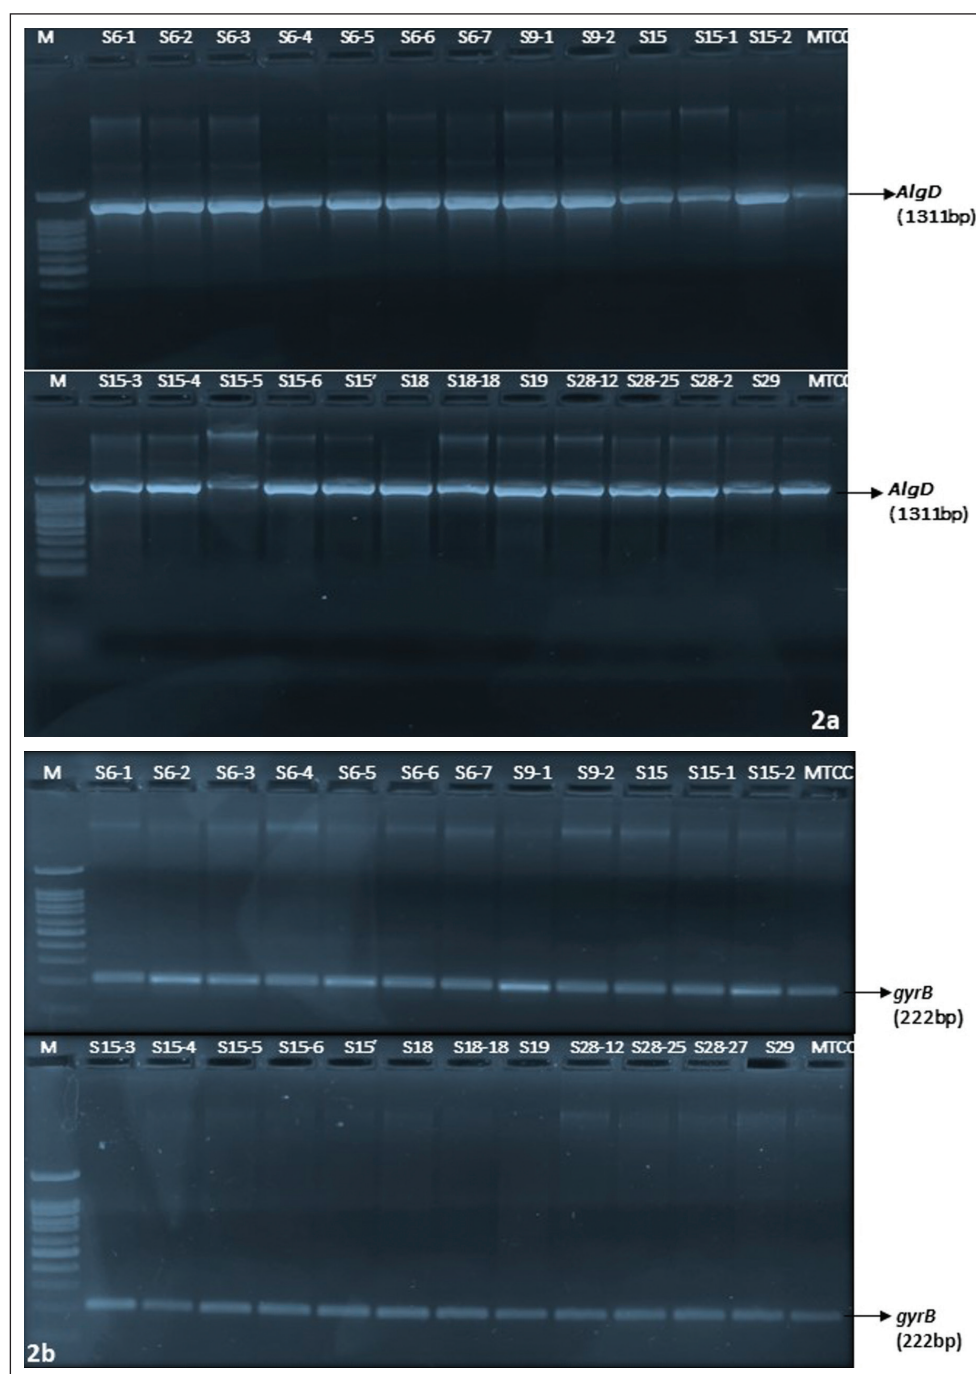 M S6-1 S6-2 S6-3 S6-4 S6-5 S6-6 S6-7 S9-1 S9-2 S15 S15-1 S15-2 MTCC
AlgD
(1311bp)
M S15-3 S15-4 S15-5 S15-6 S15′ S18 S18-18 S19 S28-12 S28-25 S28-2 S29 MTCC
AlgD
(1311bp)
2a
M S6-1 S6-2 S6-3 S6-4 S6-5 S6-6 S6-7 S9-1 S9-2 S15 S15-1 S15-2 MTCC
gyrB
(222bp)
M S15-3 S15-4 S15-5 S15-6 S15′ S18 S18-18 S19 S28-12 S28-25 S28-27 S29 MTCC
gyrB
(222bp)
2b